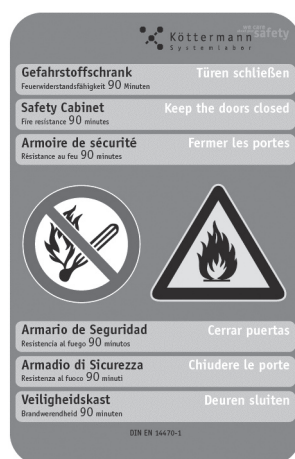 Köttermann
Systemlabor
we care
safety
Gefahrstoffschrank Türen schließen
Feuerwiderstandsfähigkeit 90 Minuten
Safety Cabinet Keep the doors closed
Fire resistance 90 minutes
Armoire de sécurité Fermer les portes
Résistance au feu 90 minutes
Armario de Seguridad Cerrar puertas
Resistencia al fuego 90 minutos
Armadio di Sicurezza Chiudere le porte
Resistenza al fuoco 90 minuti
Veiligheidskast Deuren sluiten
Brandwerendheid 90 minuten
DIN EN 14470-1